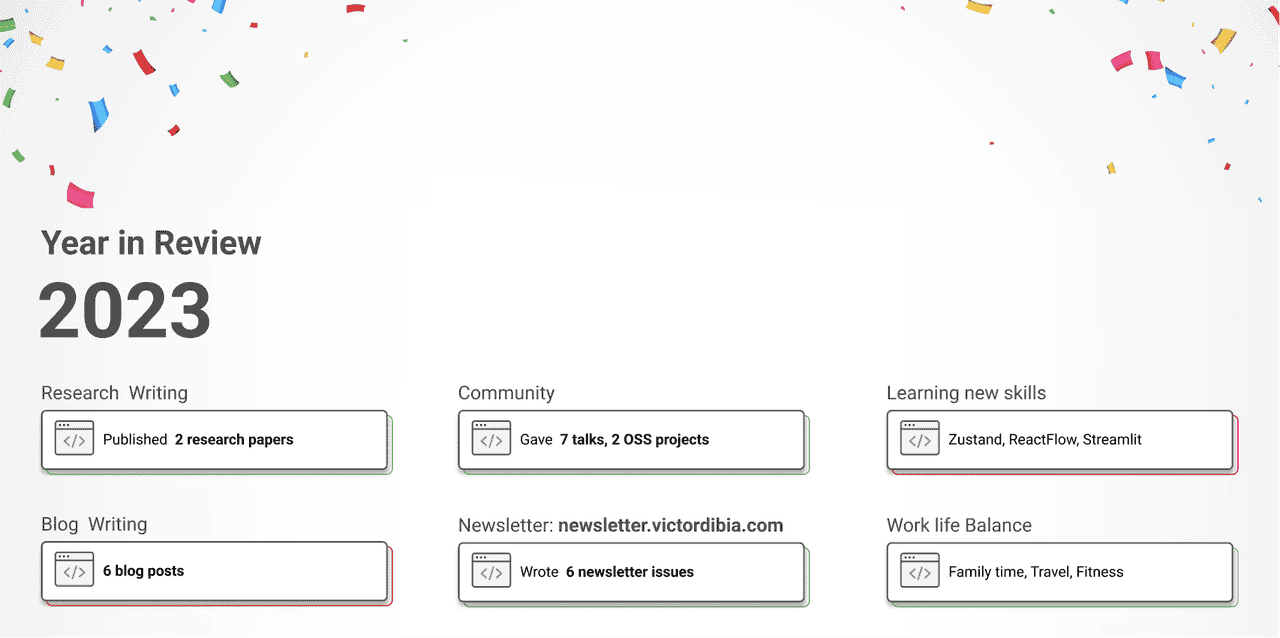 Year in Review
2023
Research  Writing
Published  2 research papers
Community
Gave  7 talks, 2 OSS projects
Learning new skills
Zustand, ReactFlow, Streamlit
Blog  Writing
6 blog posts
Newsletter: newsletter.victordibia.com
Wrote  6 newsletter issues
Work life Balance
Family time, Travel, Fitness